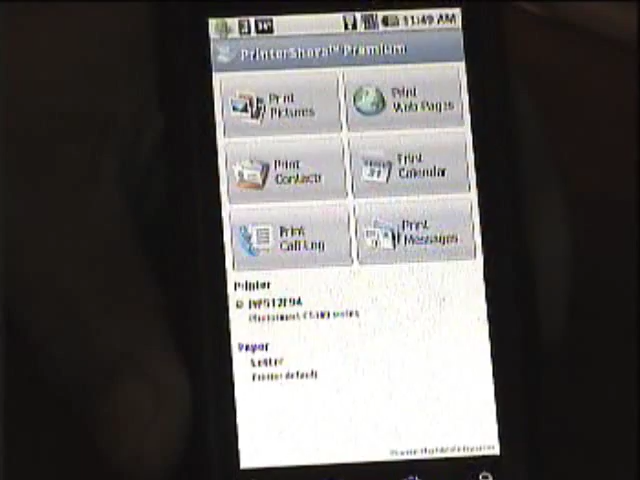 11:49 AM
PrinterShare™ Premium
Print
Pictures
Print
Web Pages
Print
Contacts
Print
Calendar
Print
Call Log
Print
Messages
Printer
Paper
Letter
Printer default